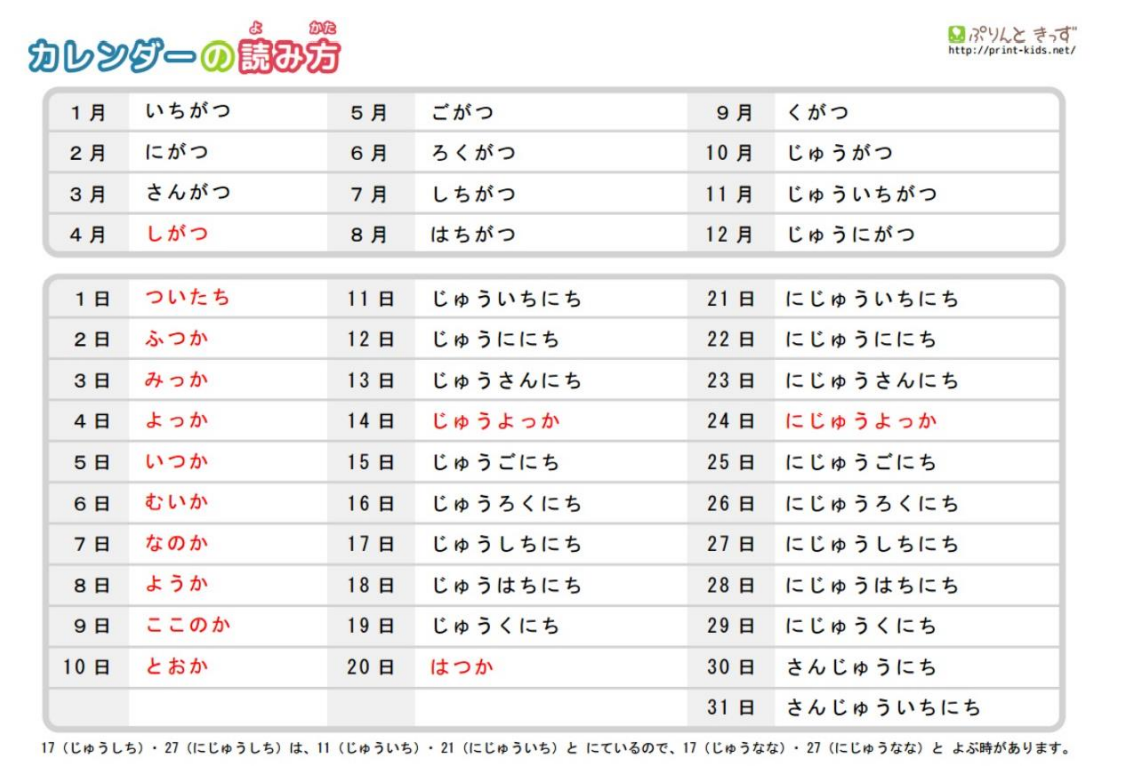 カレンダーの読み方
よ かた
ぷりんと きっず
http://print-kids.net/
1月 いちがつ 5月 ごがつ 9月 くがつ
2月 にがつ 6月 ろくがつ 10月 じゅうがつ
3月 さんがつ 7月 しちがつ 11月 じゅういちがつ
4月 しがつ 8月 はちがつ 12月 じゅうにがつ
1日 ついたち 11日 じゅういちにち 21日 にじゅういちにち
2日 ふつか 12日 じゅうににち 22日 にじゅうににち
3日 みっか 13日 じゅうさんにち 23日 にじゅうさんにち
4日 よっか 14日 じゅうよっか 24日 にじゅうよっか
5日 いつか 15日 じゅうごにち 25日 にじゅうごにち
6日 むいか 16日 じゅうろくにち 26日 にじゅうろくにち
7日 なのか 17日 じゅうしちにち 27日 にじゅうしちにち
8日 ようか 18日 じゅうはちにち 28日 にじゅうはちにち
9日 ここのか 19日 じゅうくにち 29日 にじゅうくにち
10日 とおか 20日 はつか 30日 さんじゅうにち
31日 さんじゅういちにち
17（じゅうしち）・27（にじゅうしち）は、11（じゅういち）・21（にじゅういち）と にているので、17（じゅうなな）・27（にじゅうなな）と よぶ時があります。